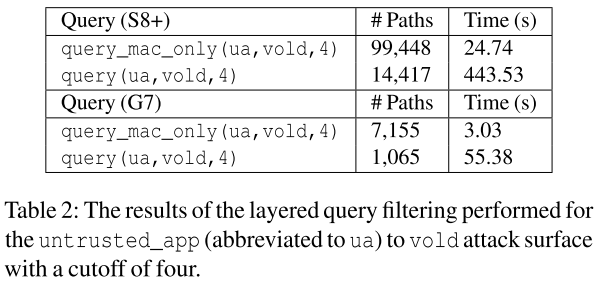 Query (S8+) # Paths Time (s)
query_mac_only(ua,vold,4) 99,448 24.74
query(ua,vold,4) 14,417 443.53
Query (G7) # Paths Time (s)
query_mac_only(ua,vold,4) 7,155 3.03
query(ua,vold,4) 1,065 55.38
Table 2: The results of the layered query filtering performed for
the untrusted_app (abbreviated to ua) to vold attack surface
with a cutoff of four.